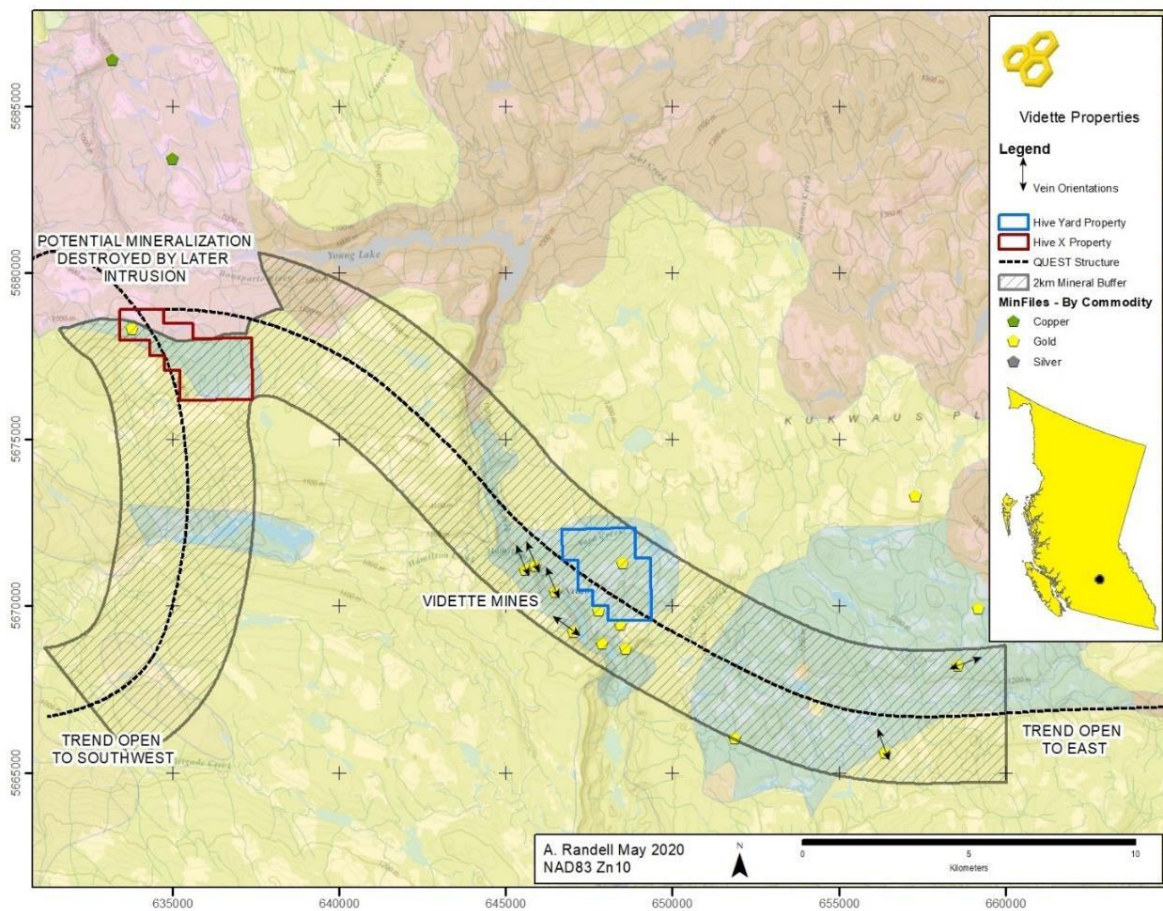 Vidette Properties
Legend
Vein Orientations
Hive Yard Property
Hive X Property
QUEST Structure
2km Mineral Buffer
MinFiles - By Commodity
Copper
Gold
Silver
POTENTIAL MINERALIZATION
DESTROYED BY LATER
INTRUSION
Young Lake
KUKWAUS PL
VIDETTE MINES
TREND OPEN
TO SOUTHWEST
TREND OPEN
TO EAST
A. Randell May 2020
NAD83 Zn10
N
0
5
10
Kilometers
5685000
5680000
5675000
5670000
5665000
635000
640000
645000
650000
655000
660000